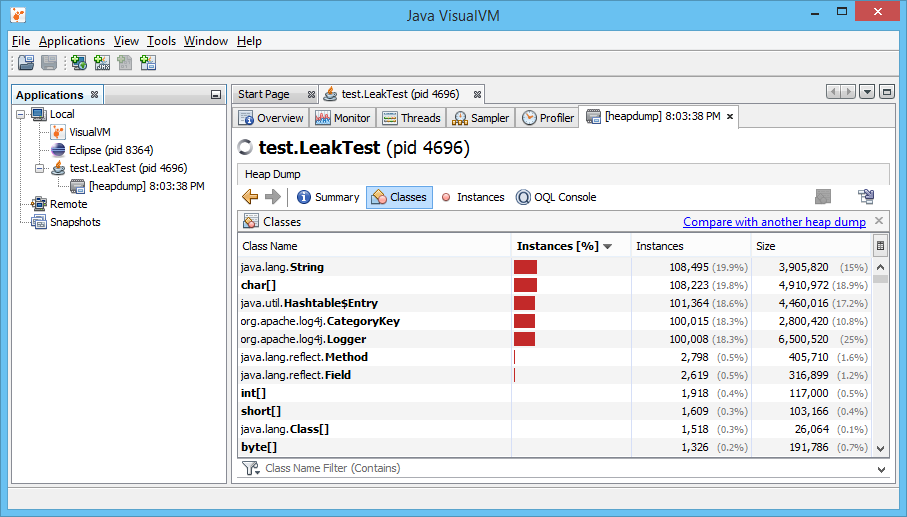 Java VisualVM
File Applications View Tools Window Help
Applications
Local
VisualVM
Eclipse (pid 8364)
test.LeakTest (pid 4696)
[heapdump] 8:03:38 PM
Remote
Snapshots
Start Page test.LeakTest (pid 4696)
Overview Monitor Threads Sampler Profiler [heapdump] 8:03:38 PM
test.LeakTest (pid 4696)
Heap Dump
Summary Classes Instances OQL Console
Classes Compare with another heap dump
Class Name Instances [%] Instances Size
java.lang.String 108,495 (19.9%) 3,905,820 (15%)
char[] 108,223 (19.8%) 4,910,972 (18.9%)
java.util.Hashtable$Entry 101,364 (18.6%) 4,460,016 (17.2%)
org.apache.log4j.CategoryKey 100,015 (18.3%) 2,800,420 (10.8%)
org.apache.log4j.Logger 100,008 (18.3%) 6,500,520 (25%)
java.lang.reflect.Method 2,798 (0.5%) 405,710 (1.6%)
java.lang.reflect.Field 2,619 (0.5%) 316,899 (1.2%)
int[] 1,918 (0.4%) 117,000 (0.5%)
short[] 1,609 (0.3%) 103,166 (0.4%)
java.lang.Class[] 1,518 (0.3%) 26,064 (0.1%)
byte[] 1,326 (0.2%) 191,786 (0.7%)
Class Name Filter (Contains)